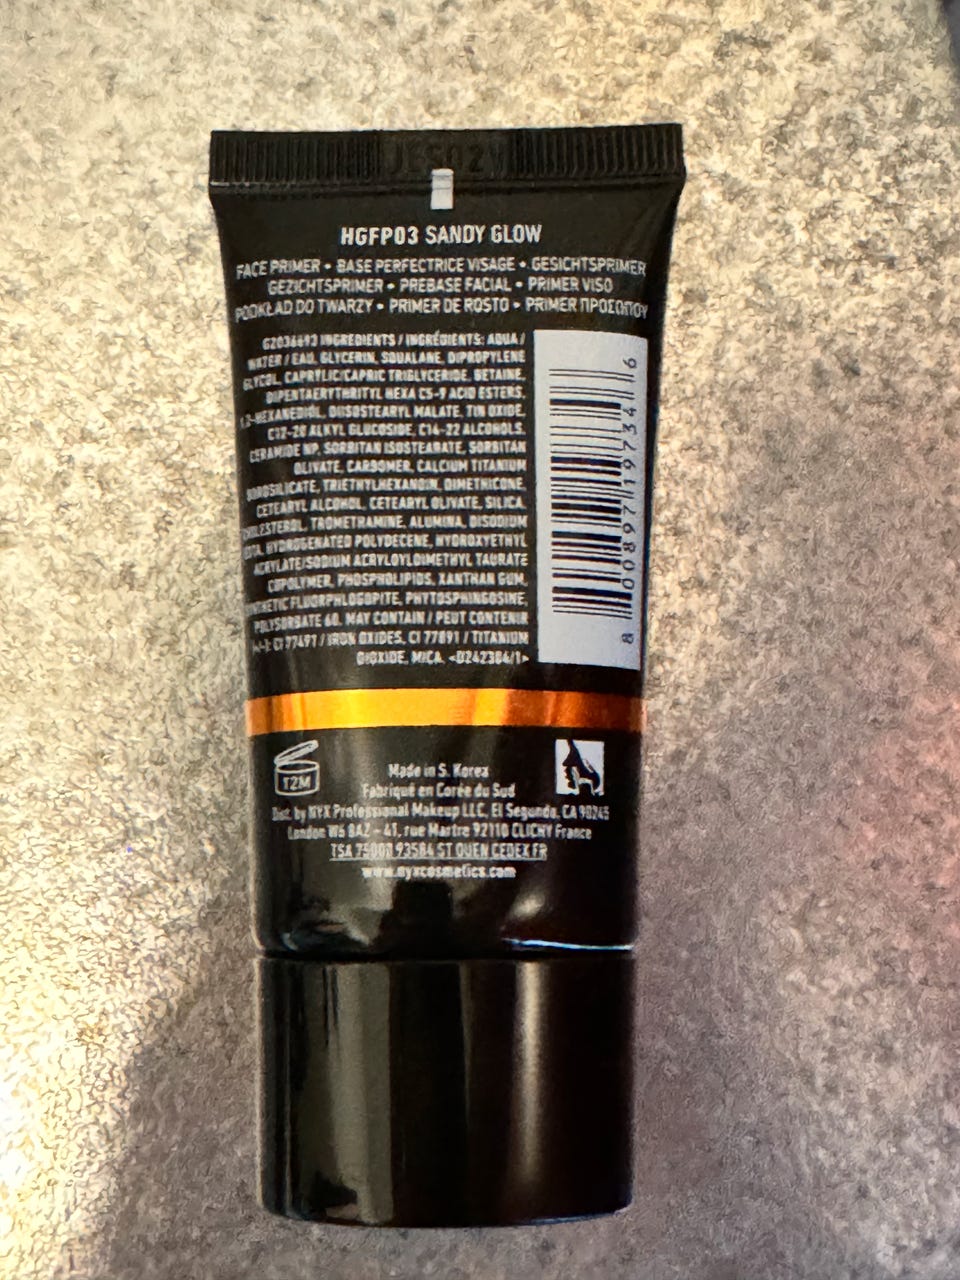 HGFP03 SANDY GLOW
FACE PRIMER • BASE PERFECTRICE VISAGE • GESICHTSPRIMER
GEZICHTSPRIMER • PREBASE FACIAL • PRIMER VISO
PODKŁAD DO TWARZY • PRIMER DE ROSTO • PRIMER ΠΡΟΣΩΠΟΥ
G2036693 INGREDIENTS / INGRÉDIENTS: AQUA /
WATER / EAU, GLYCERIN, SQUALANE, DIPROPYLENE
GLYCOL, CAPRYLIC/CAPRIC TRIGLYCERIDE, BETAINE,
DIPENTAERYTHRITYL HEXA C5-9 ACID ESTERS,
1,2-HEXANEDIOL, DIISOSTEARYL MALATE, TIN OXIDE,
C12-20 ALKYL GLUCOSIDE, C14-22 ALCOHOLS,
CERAMIDE NP, SORBITAN ISOSTEARATE, SORBITAN
OLIVATE, CARBOMER, CALCIUM TITANIUM
BOROSILICATE, TRIETHYLHEXANOIN, DIMETHICONE,
CETEARYL ALCOHOL, CETEARYL OLIVATE, SILICA,
CHOLESTEROL, TROMETHAMINE, ALUMINA, DISODIUM
EDTA, HYDROGENATED POLYDECENE, HYDROXYETHYL
ACRYLATE/SODIUM ACRYLOYLDIMETHYL TAURATE
COPOLYMER, PHOSPHOLIPIDS, XANTHAN GUM,
SYNTHETIC FLUORPHLOGOPITE, PHYTOSPHINGOSINE,
POLYSORBATE 60. MAY CONTAIN / PEUT CONTENIR
(+/-): CI 77491 / IRON OXIDES, CI 77891 / TITANIUM
DIOXIDE, MICA. <D242384/1>
8 00897 19734 6
12M
Made in S. Korea
Fabriqué en Corée du Sud
Dist. by NYX Professional Makeup LLC, El Segundo, CA 90245
London W6 8AZ - 41, rue Martre 92110 CLICHY France
TSA 75001 93584 ST OUEN CEDEX FR
www.nyxcosmetics.com